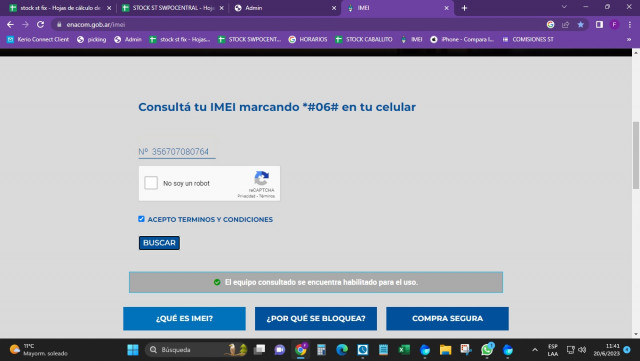 stock st fix - Hojas de cálculo de
STOCK ST SWPOCENTRAL - Hoj
Admin
IMEI
enacom.gob.ar/imei
F
Kerio Connect Client
picking
Admin
stock st fix - Hojas...
STOCK SWPOCENT...
HORARIOS
STOCK CABALLITO
IMEI
iPhone - Compara l...
COMISIONES ST
Consultá tu IMEI marcando *#06# en tu celular
Nº 356707080764
No soy un robot
reCAPTCHA
Privacidad - Términos
ACEPTO TERMINOS Y CONDICIONES
BUSCAR
El equipo consultado se encuentra habilitado para el uso.
¿QUÉ ES IMEI?
¿POR QUÉ SE BLOQUEA?
COMPRA SEGURA
11°C
Mayorm. soleado
Búsqueda
ESP
LAA
11:41
20/6/2023